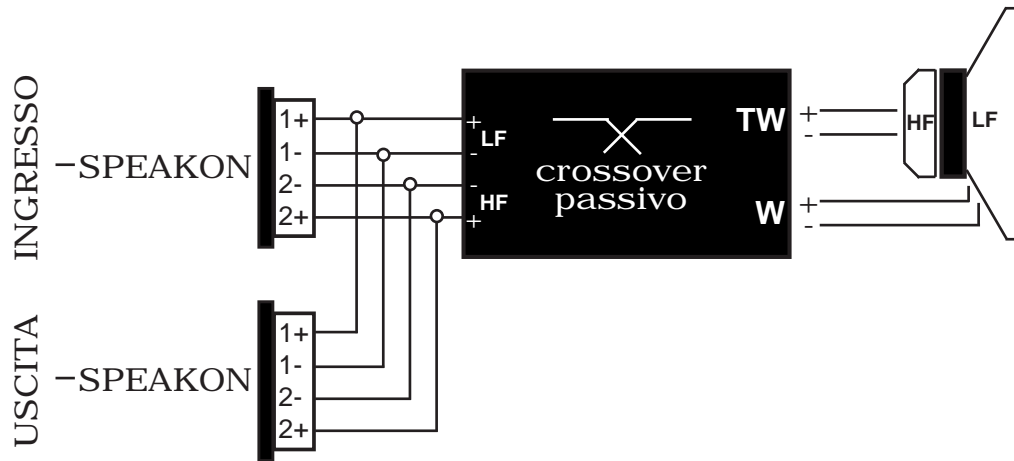 INGRESSO
–SPEAKON
1+
1-
2-
2+
+
LF
-
-
HF
+
crossover
passivo
TW
+
-
W
+
-
HF
LF
USCITA
–SPEAKON
1+
1-
2-
2+